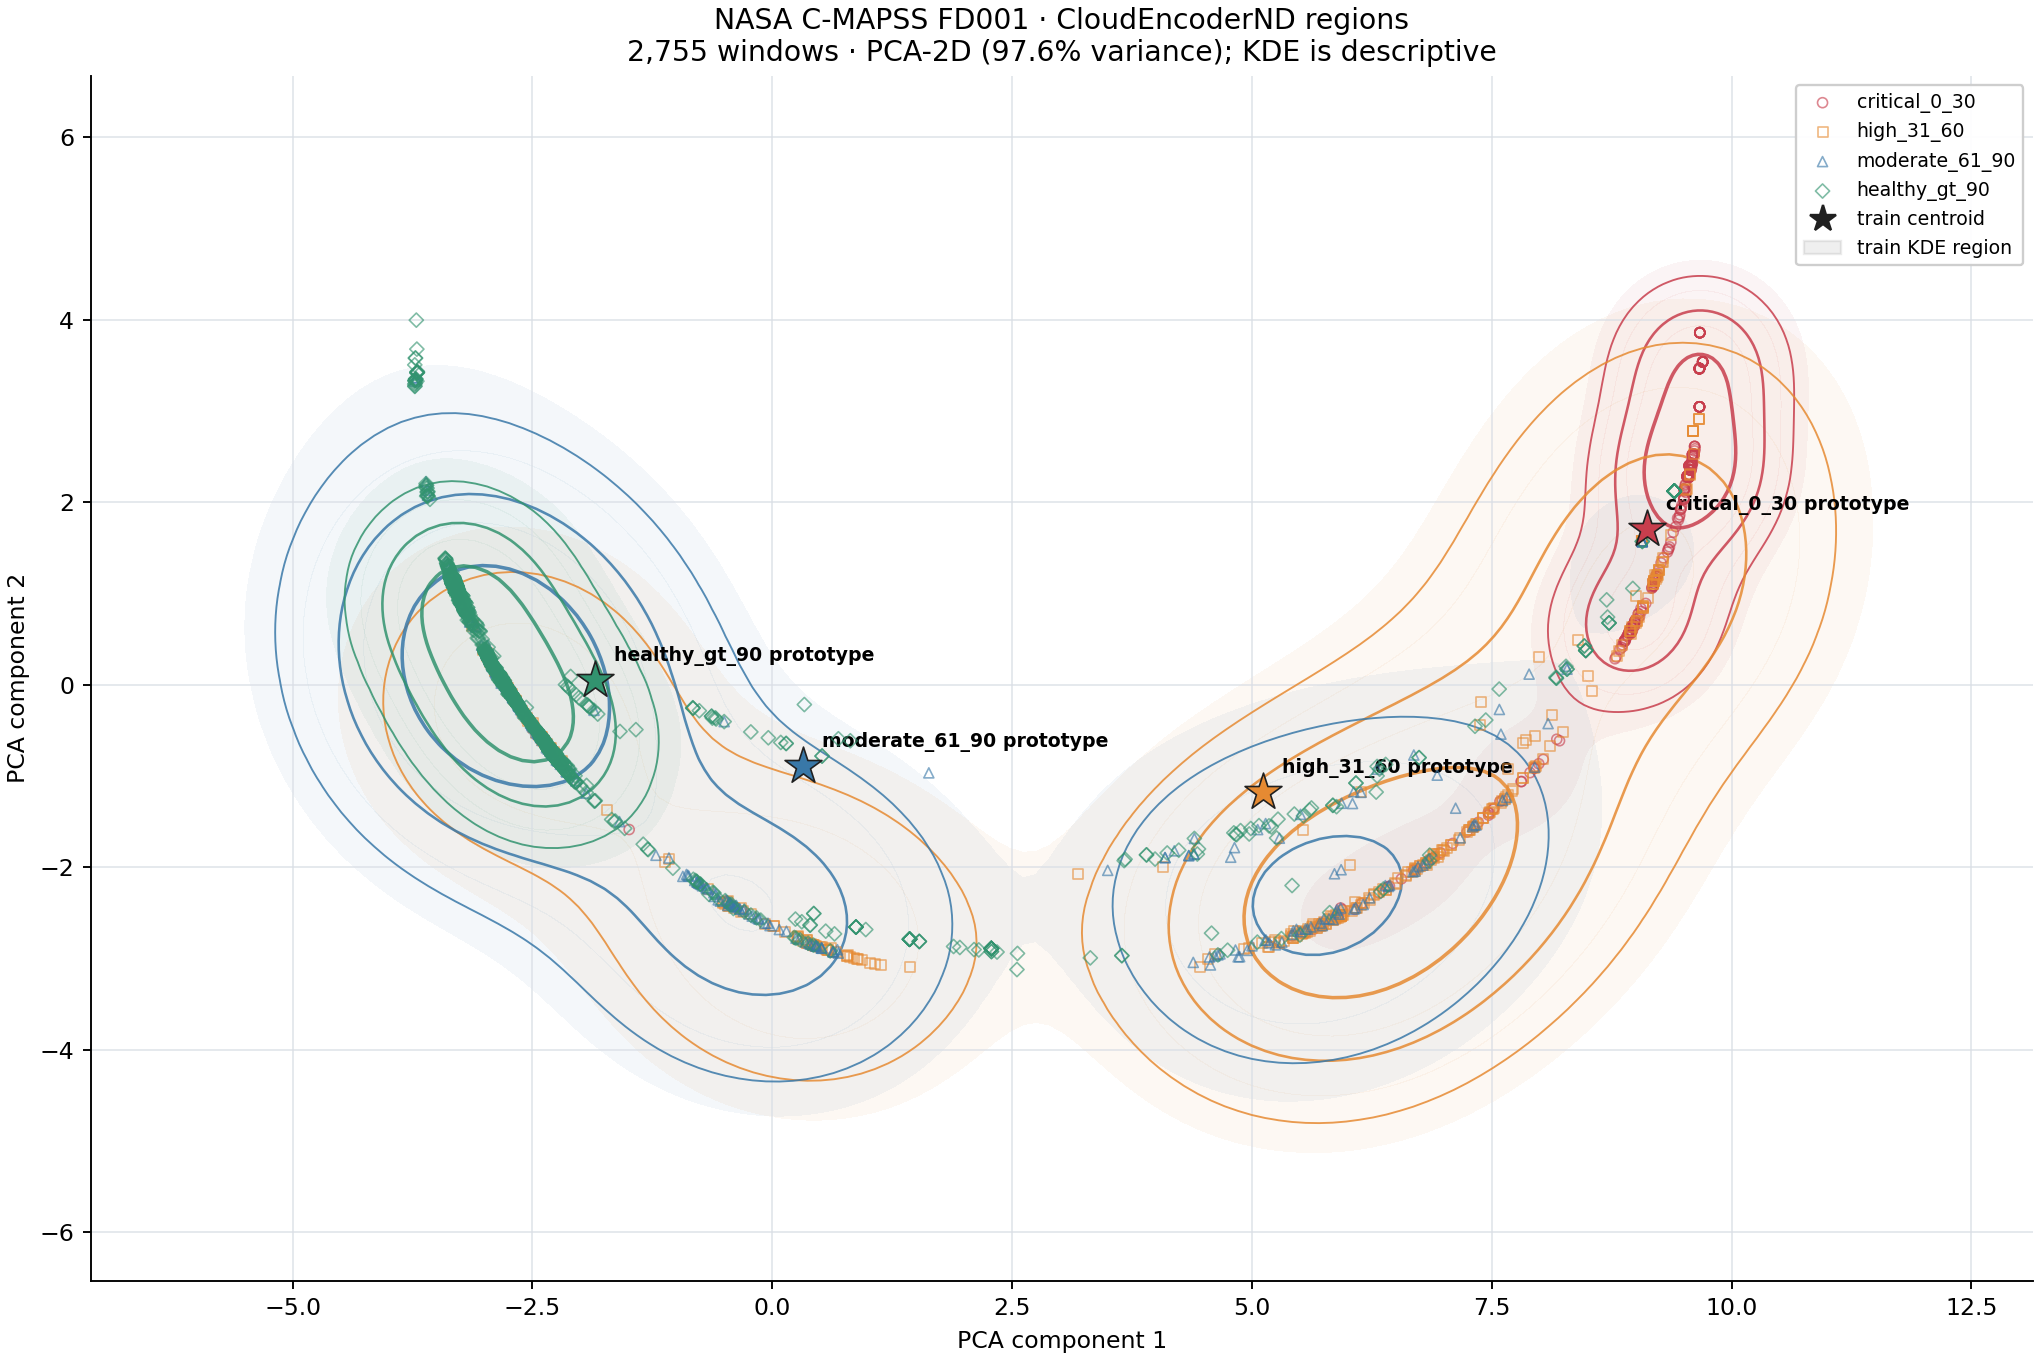 NASA C-MAPSS FD001 · CloudEncoderND regions
2,755 windows · PCA-2D (97.6% variance); KDE is descriptive
critical_0_30
high_31_60
moderate_61_90
healthy_gt_90
train centroid
train KDE region
critical_0_30 prototype
healthy_gt_90 prototype
moderate_61_90 prototype
high_31_60 prototype
PCA component 2
6
4
2
0
−2
−4
−6
−5.0
−2.5
0.0
2.5
5.0
7.5
10.0
12.5
PCA component 1